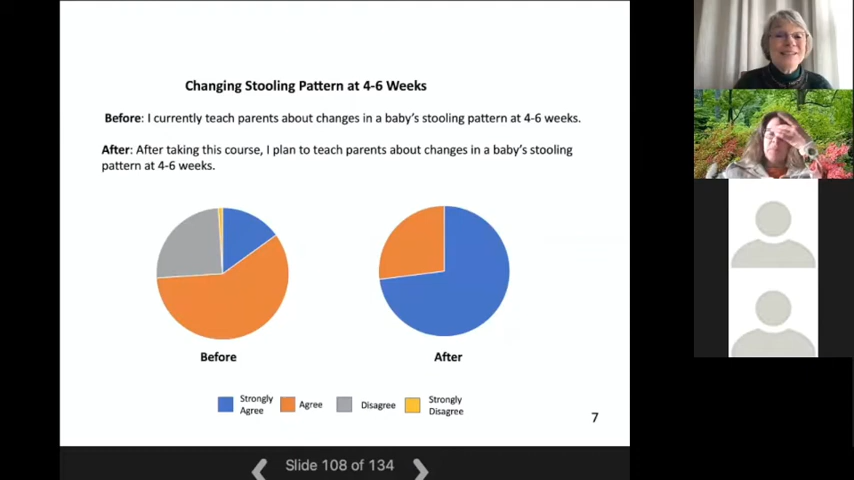 Changing Stooling Pattern at 4-6 Weeks
Before: I currently teach parents about changes in a baby's stooling pattern at 4-6 weeks.
After: After taking this course, I plan to teach parents about changes in a baby's stooling
pattern at 4-6 weeks.
Before
After
Strongly
Agree
Agree
Disagree
Strongly
Disagree
7
Slide 108 of 134